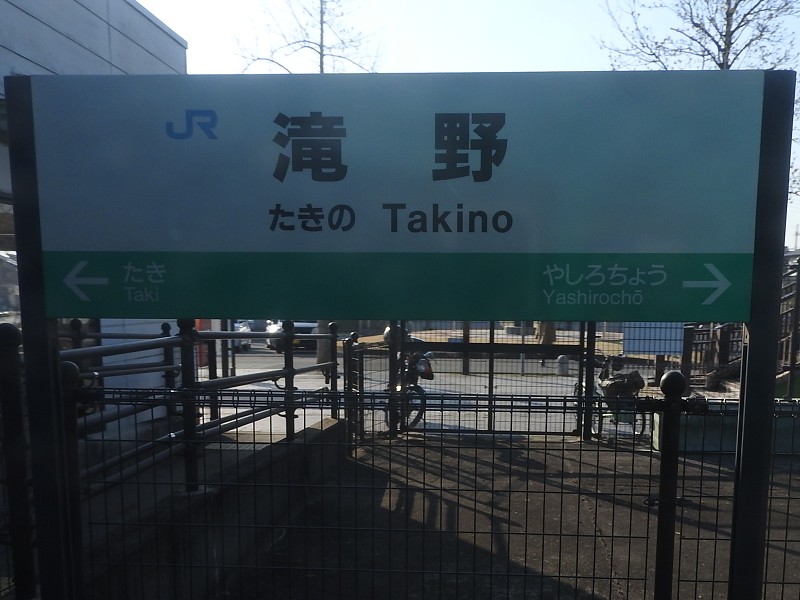 JR 滝野
たきの Takino
← たき やしろちょう →
Taki Yashirochō